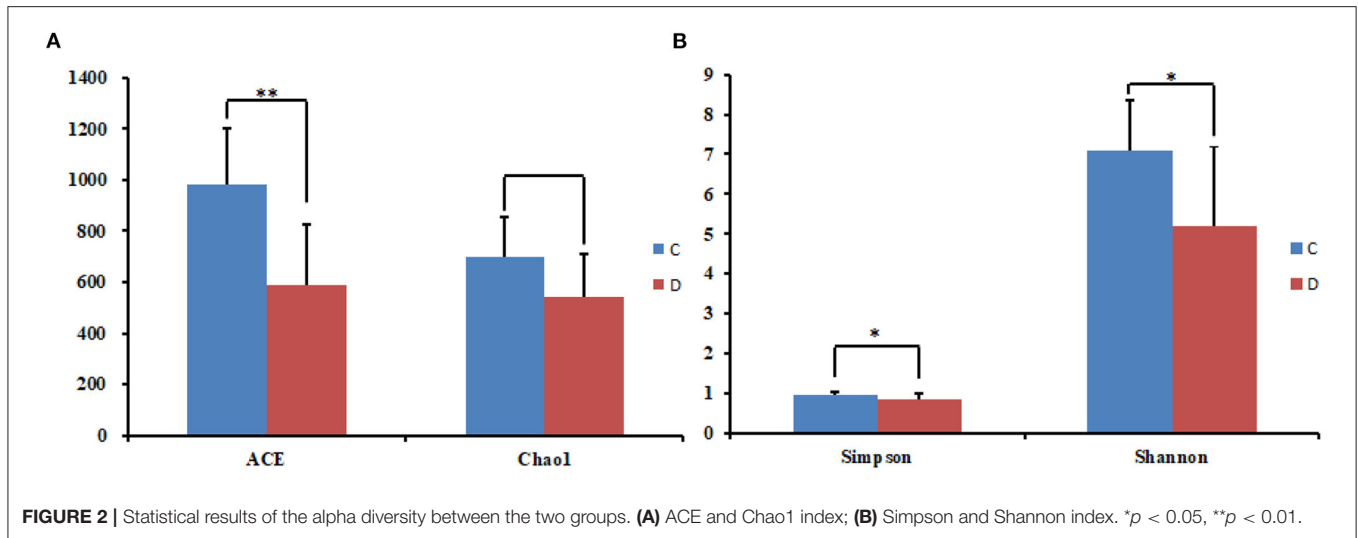 A
1400
1200
1000
800
600
400
200
0
**
C
D
ACE Chao1
B
9
8
7
6
5
4
3
2
1
0
*
*
C
D
Simpson Shannon
FIGURE 2 | Statistical results of the alpha diversity between the two groups. (A) ACE and Chao1 index; (B) Simpson and Shannon index. *p < 0.05, **p < 0.01.